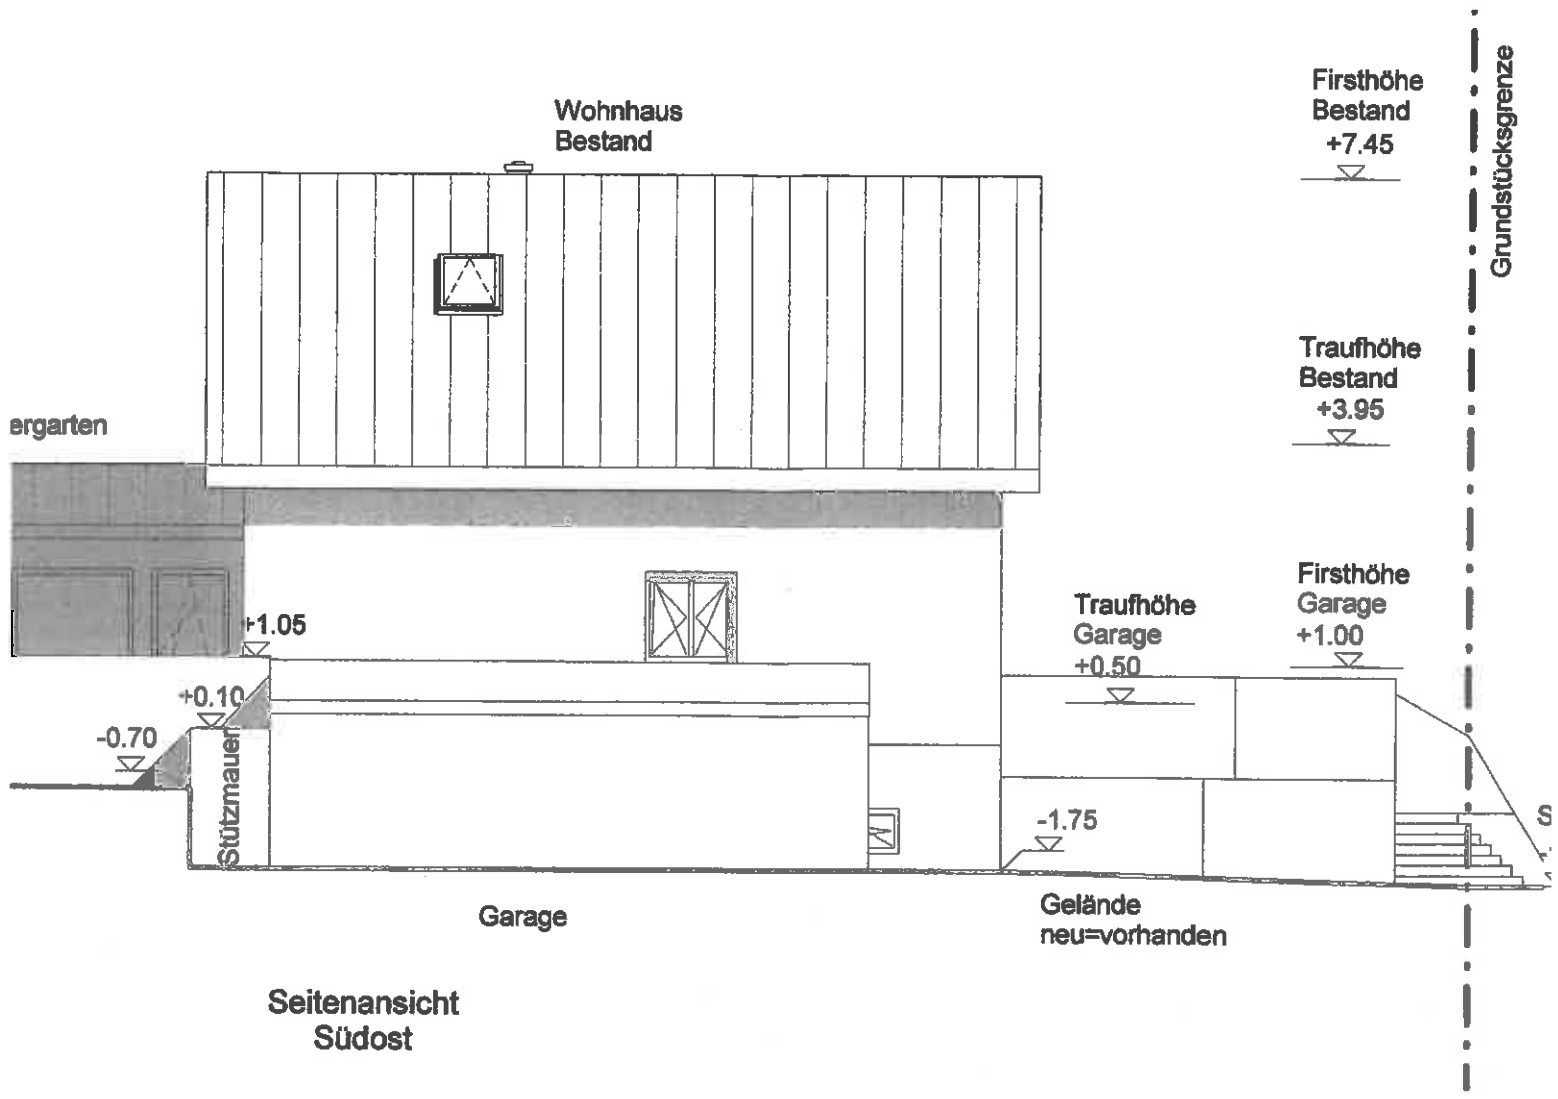 Wohnhaus
Bestand
Firsthöhe
Bestand
+7.45
Grundstücksgrenze
Traufhöhe
Bestand
+3.95
ergarten
Firsthöhe
Garage
+1.00
Traufhöhe
Garage
+0.50
+1.05
+0.10
-0.70
Stützmauer
-1.75
S
Gelände
neu=vorhanden
Garage
Seitenansicht
Südost